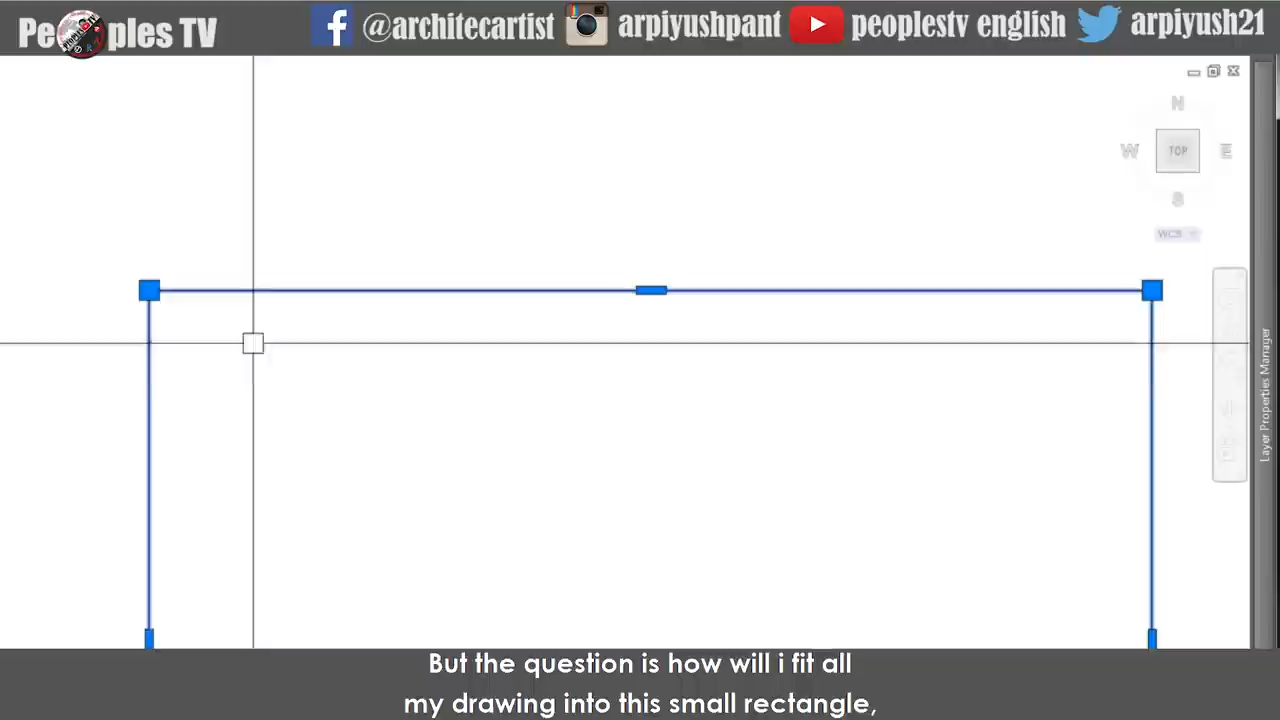 Peoples TV
@architecartist
arpiyushpant
peoplestv english
arpiyush21
N
W TOP E
S
WCS
Layer Properties Manager
But the question is how will i fit all
my drawing into this small rectangle,